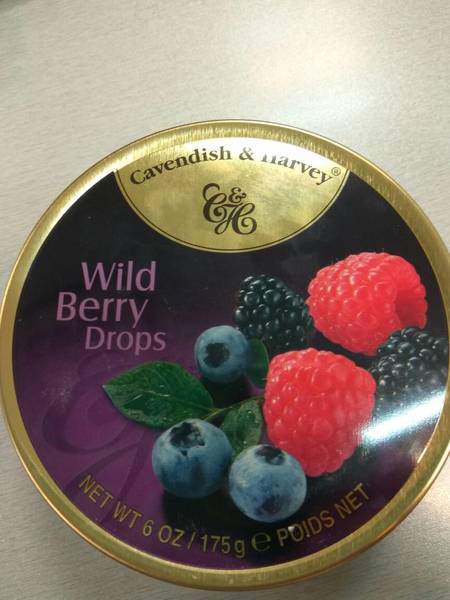 Cavendish & Harvey®
C&H
Wild
Berry
Drops
NET WT 6 OZ / 175g ℮ POIDS NET